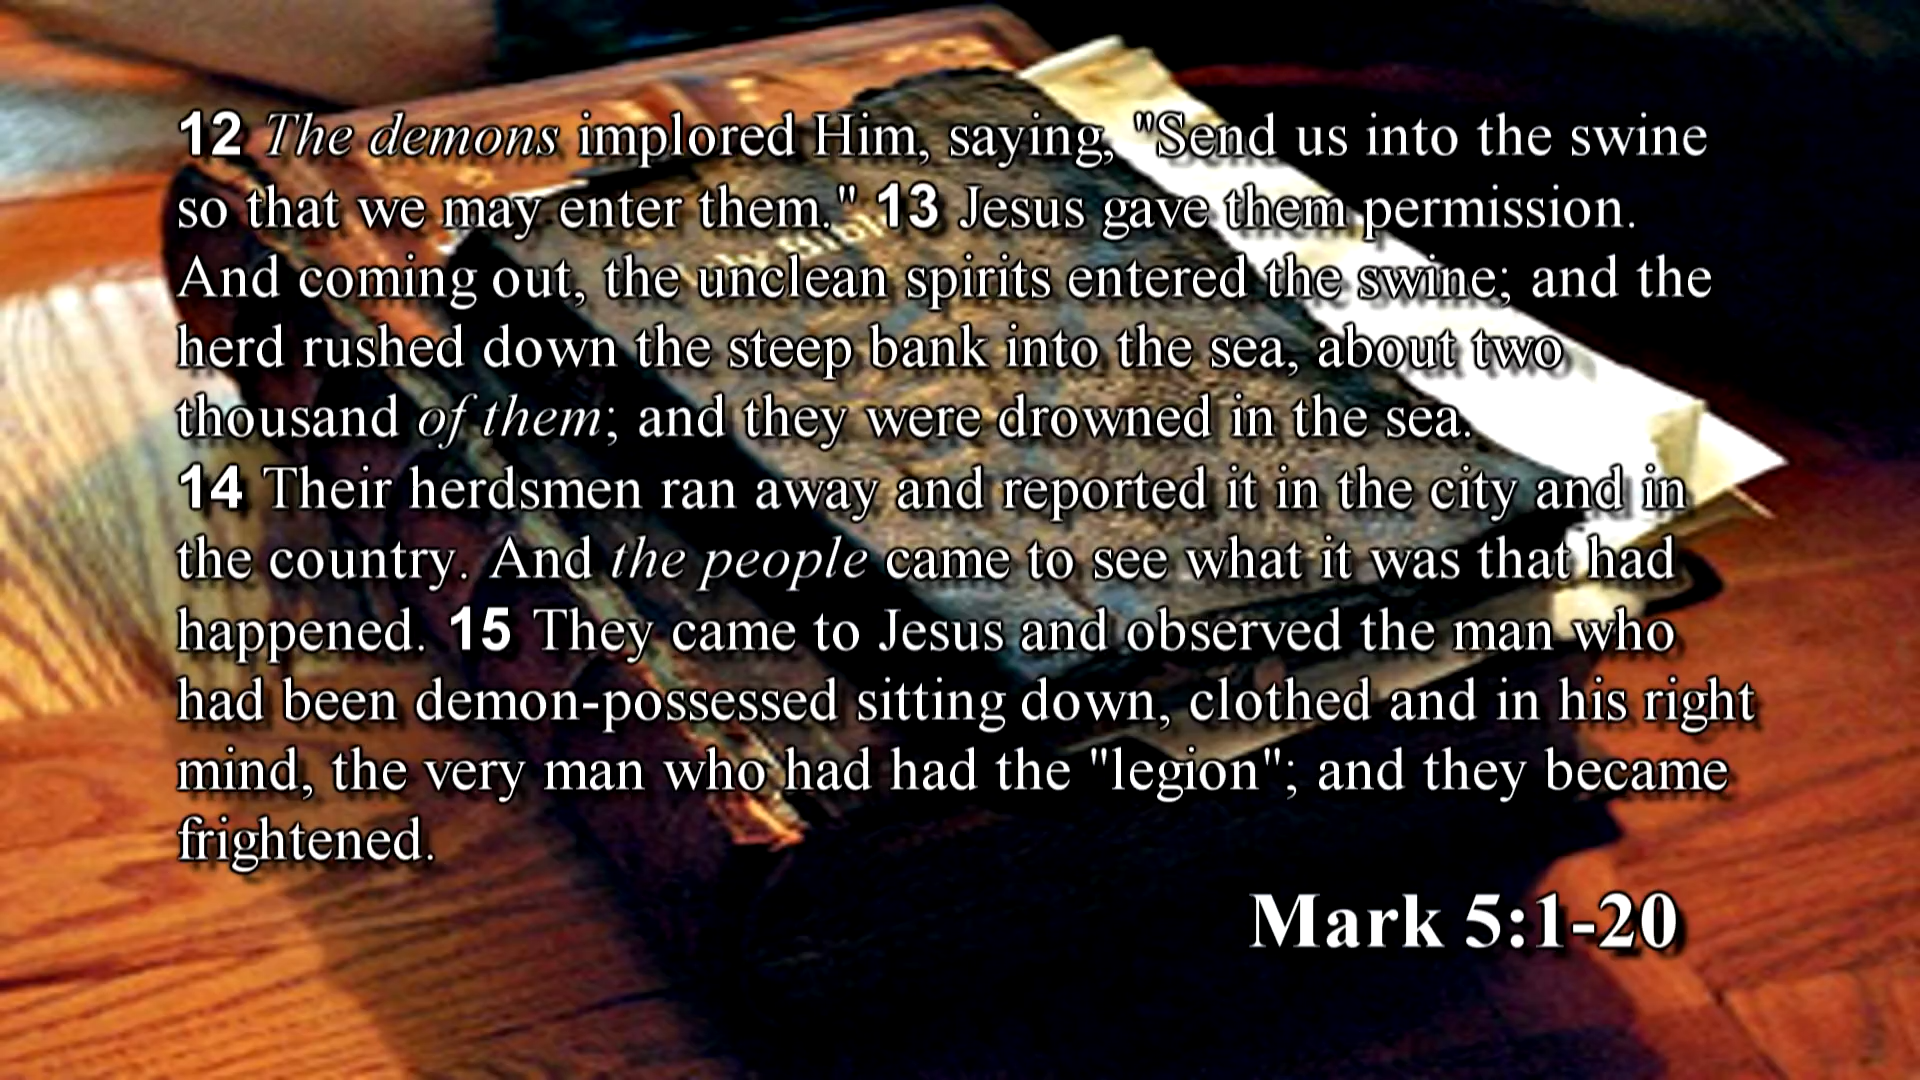 12 The demons implored Him, saying, "Send us into the swine
so that we may enter them." 13 Jesus gave them permission.
And coming out, the unclean spirits entered the swine; and the
herd rushed down the steep bank into the sea, about two
thousand of them; and they were drowned in the sea.
14 Their herdsmen ran away and reported it in the city and in
the country. And the people came to see what it was that had
happened. 15 They came to Jesus and observed the man who
had been demon-possessed sitting down, clothed and in his right
mind, the very man who had had the "legion"; and they became
frightened.
Mark 5:1-20